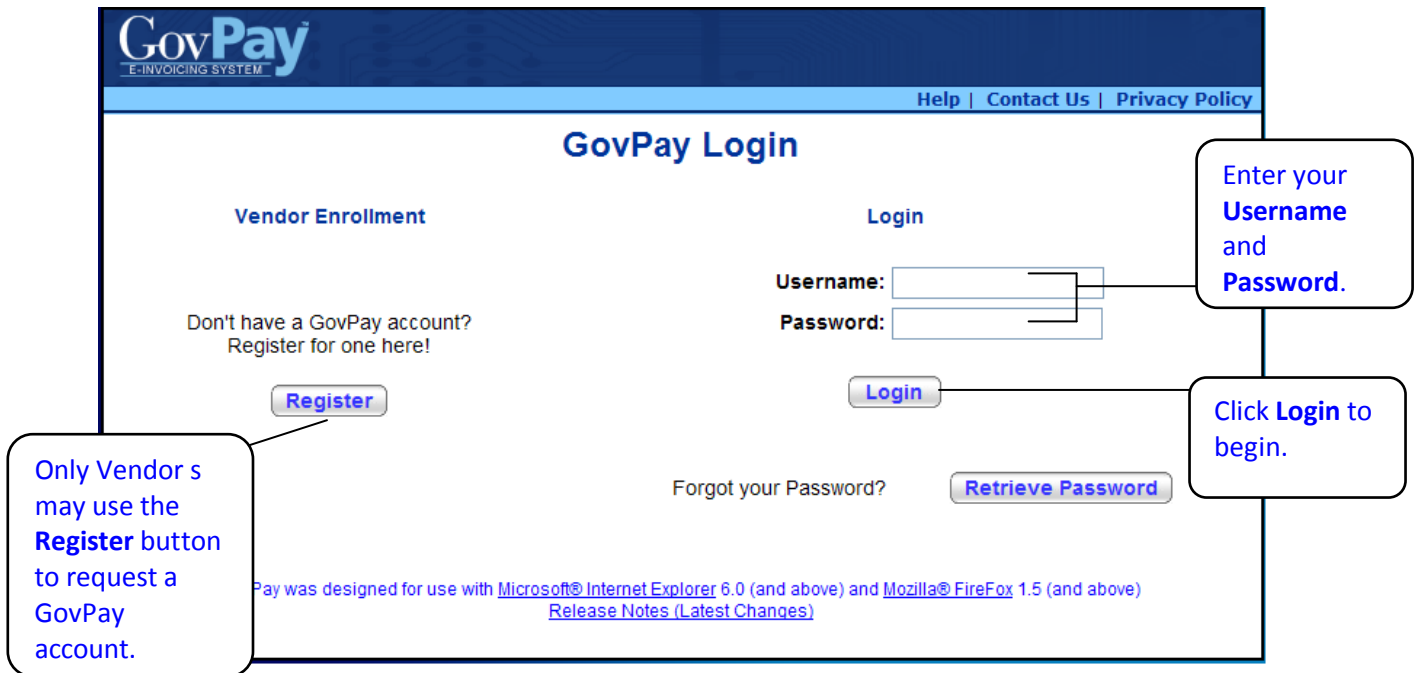 GovPay™
E-INVOICING SYSTEM
Help | Contact Us | Privacy Policy
GovPay Login
Vendor Enrollment
Don't have a GovPay account?
Register for one here!
Register
Login
Username:
Password:
Login
Forgot your Password? Retrieve Password
Enter your
Username
and
Password.
Click Login to
begin.
Only Vendor s
may use the
Register button
to request a
GovPay
account.
Pay was designed for use with Microsoft® Internet Explorer 6.0 (and above) and Mozilla® FireFox 1.5 (and above)
Release Notes (Latest Changes)